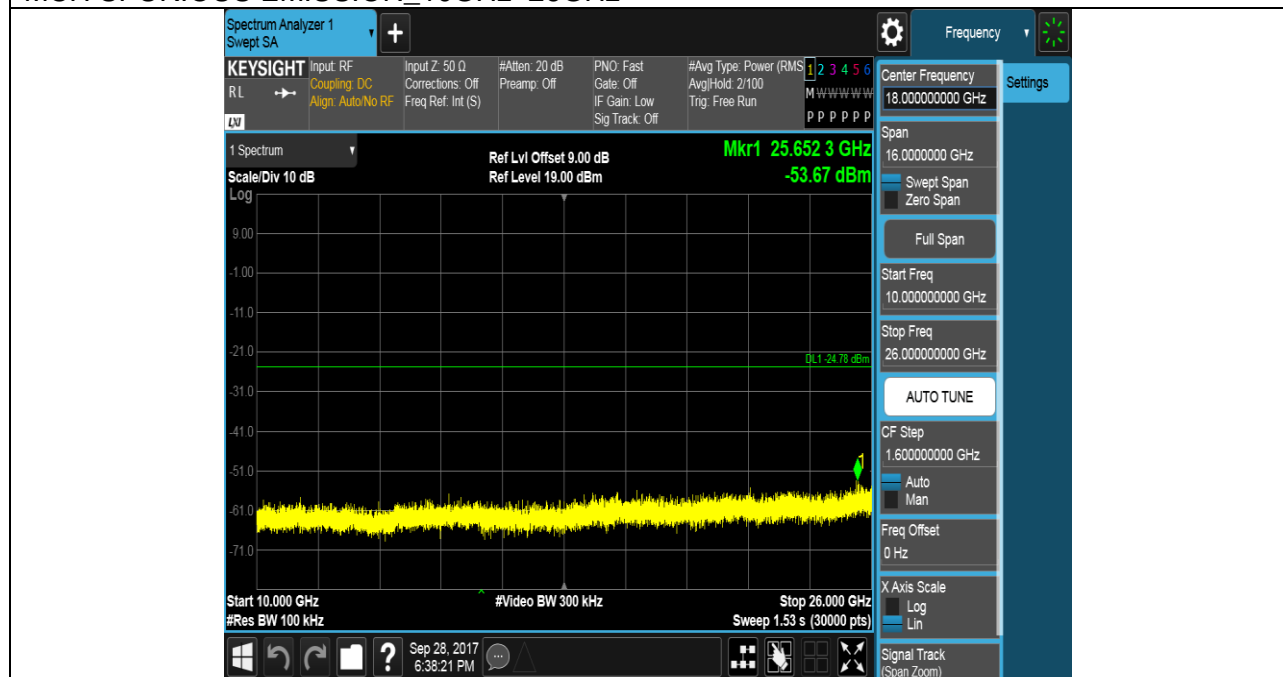 Spectrum Analyzer 1
Swept SA
+
Frequency
KEYSIGHT
RL
LXI
Input: RF
Coupling: DC
Align: Auto/No RF
Input Z: 50 Ω
Corrections: Off
Freq Ref: Int (S)
#Atten: 20 dB
Preamp: Off
PNO: Fast
Gate: Off
IF Gain: Low
Sig Track: Off
#Avg Type: Power (RMS
Avg|Hold: 2/100
Trig: Free Run
1 2 3 4 5 6
M W W W W W
P P P P P P
1 Spectrum
Scale/Div 10 dB
Log
Ref Lvl Offset 9.00 dB
Ref Level 19.00 dBm
Mkr1 25.652 3 GHz
-53.67 dBm
9.00
-1.00
-11.0
-21.0
DL1 -24.78 dBm
-31.0
-41.0
1
-51.0
-61.0
-71.0
Start 10.000 GHz
#Res BW 100 kHz
#Video BW 300 kHz
Stop 26.000 GHz
Sweep 1.53 s (30000 pts)
?
Sep 28, 2017
6:38:21 PM
Center Frequency
18.000000000 GHz
Settings
Span
16.0000000 GHz
Swept Span
Zero Span
Full Span
Start Freq
10.000000000 GHz
Stop Freq
26.000000000 GHz
AUTO TUNE
CF Step
1.600000000 GHz
Auto
Man
Freq Offset
0 Hz
X Axis Scale
Log
Lin
Signal Track
(Span Zoom)